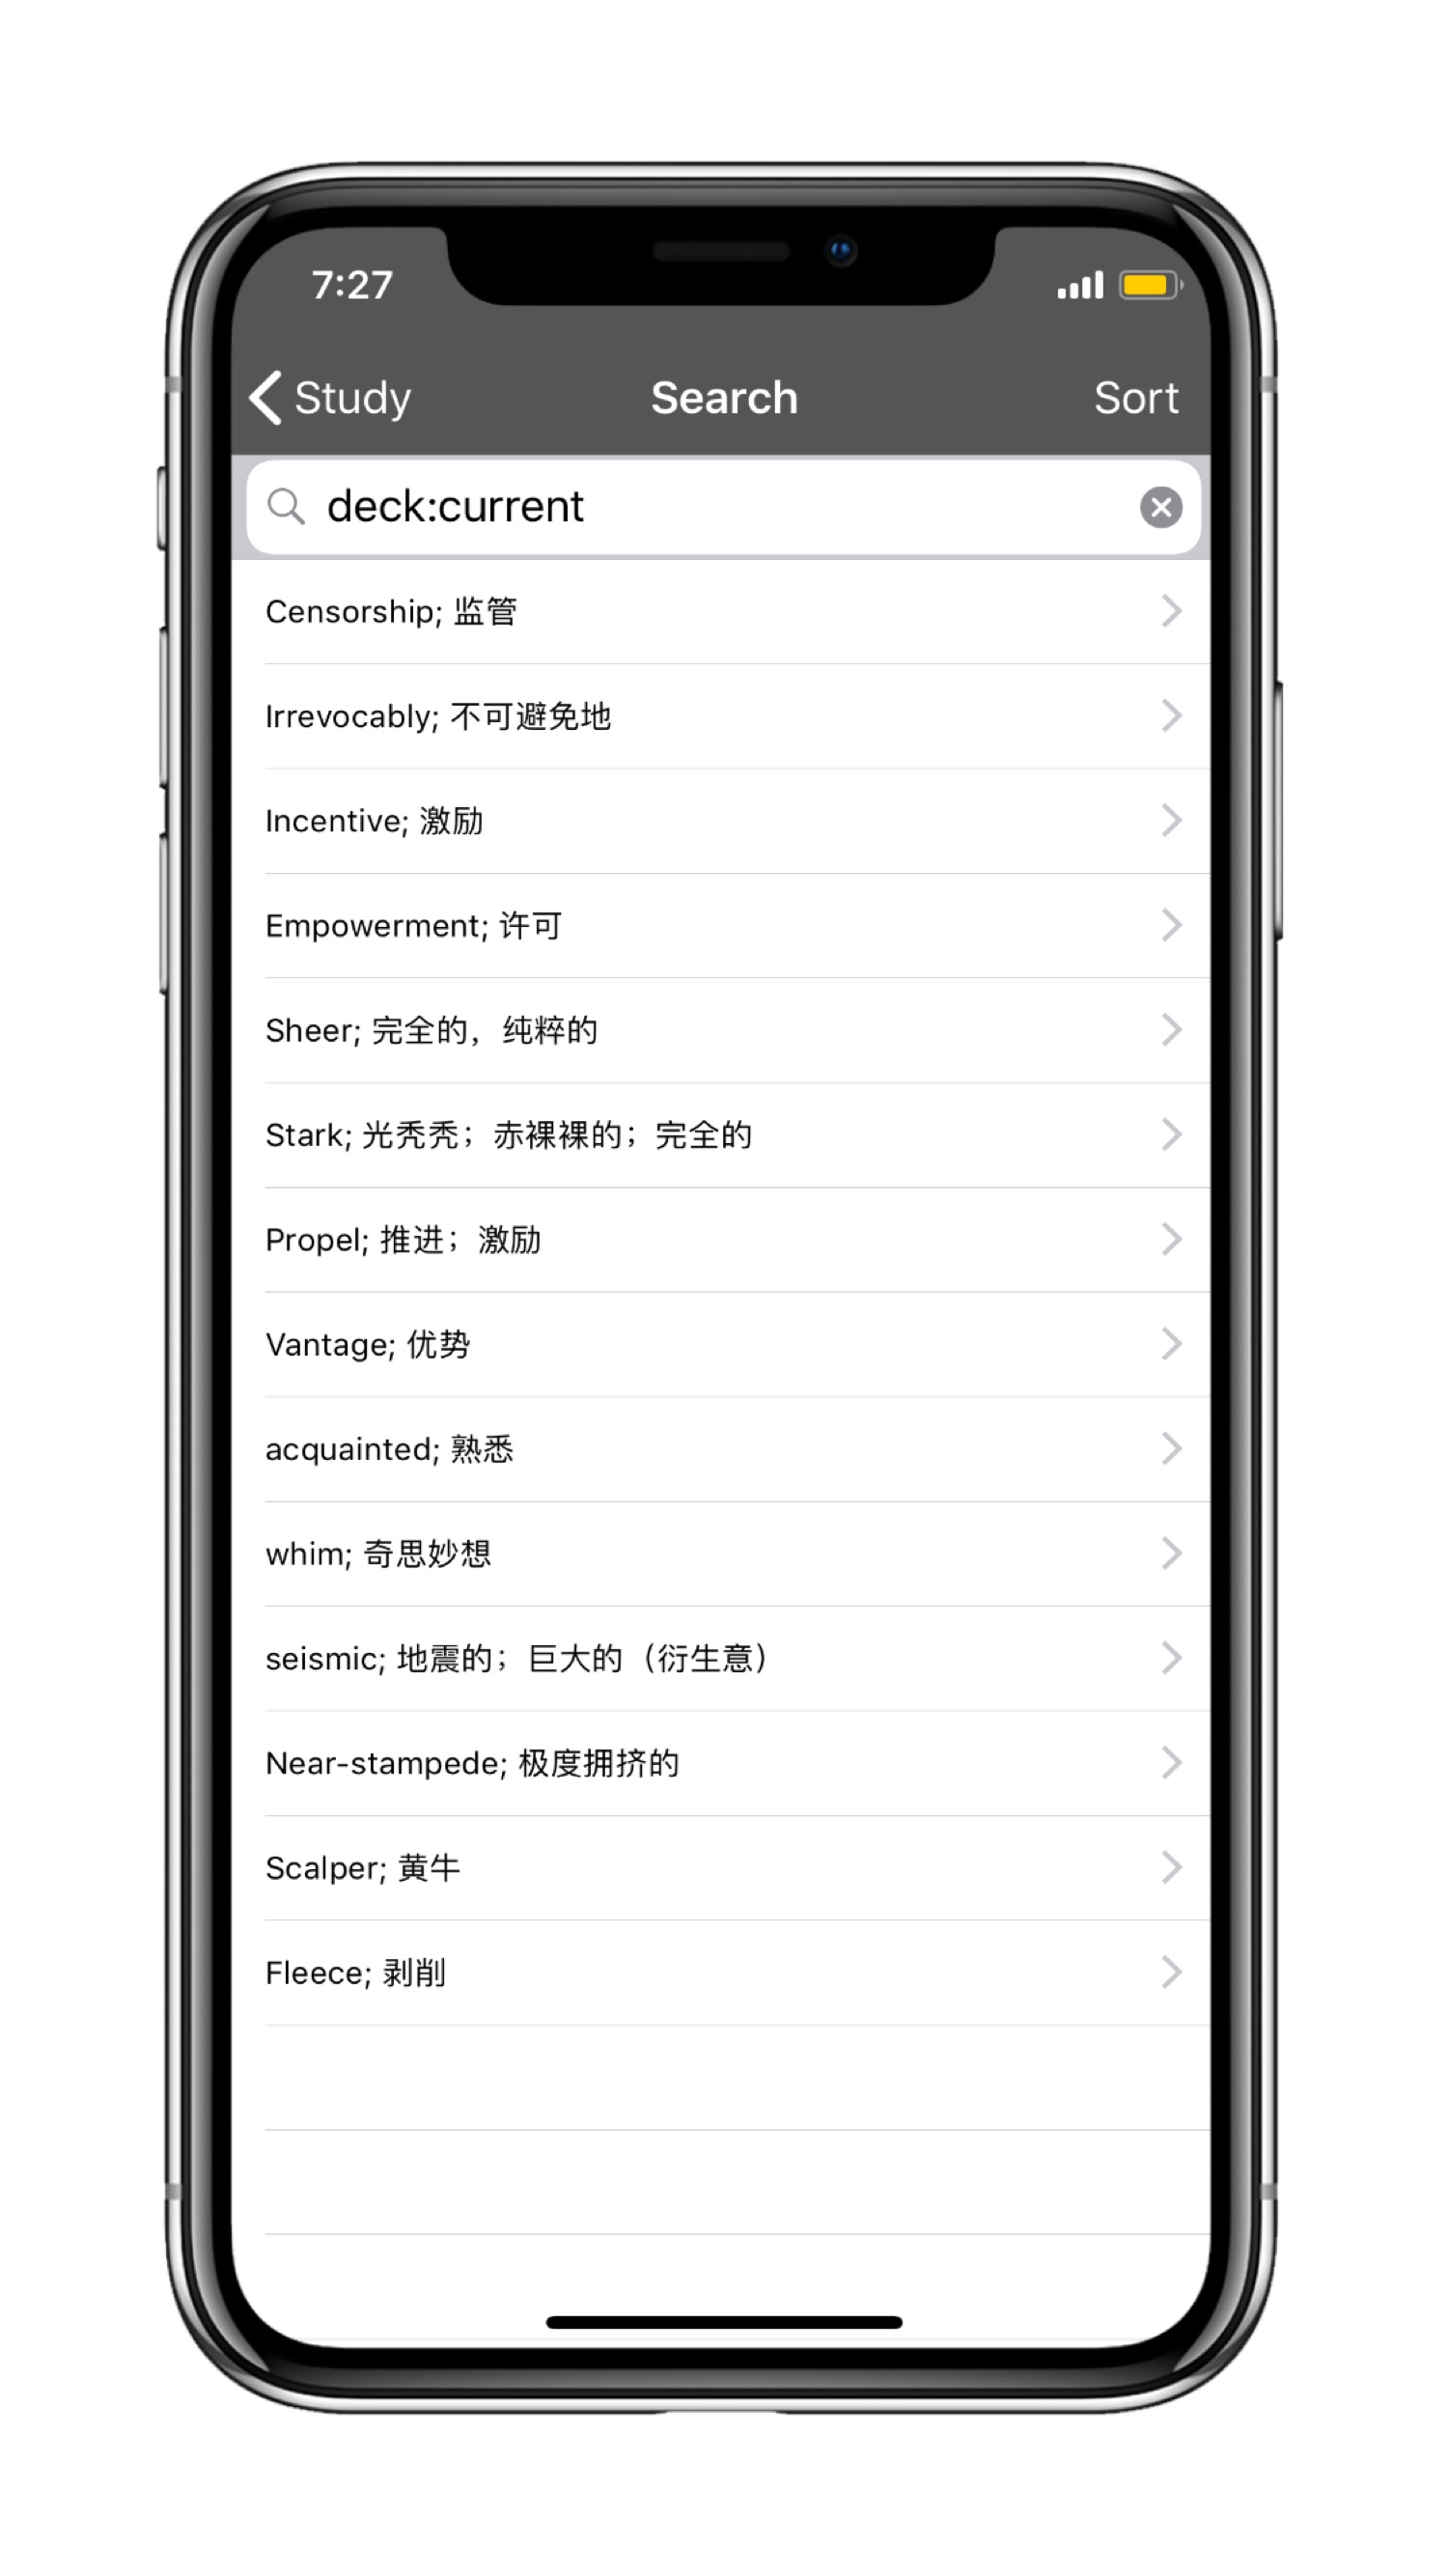 7:27
Study Search Sort
deck:current
Censorship; 监管
Irrevocably; 不可避免地
Incentive; 激励
Empowerment; 许可
Sheer; 完全的，纯粹的
Stark; 光秃秃；赤裸裸的；完全的
Propel; 推进；激励
Vantage; 优势
acquainted; 熟悉
whim; 奇思妙想
seismic; 地震的；巨大的（衍生意）
Near-stampede; 极度拥挤的
Scalper; 黄牛
Fleece; 剥削